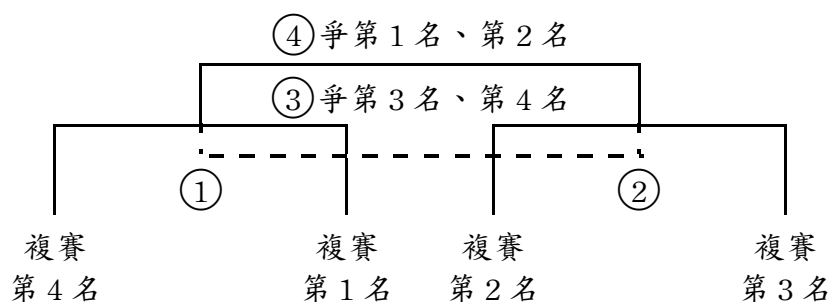 ④爭第1名、第2名
③爭第3名、第4名
① ②
複賽 複賽 複賽 複賽
第4名 第1名 第2名 第3名